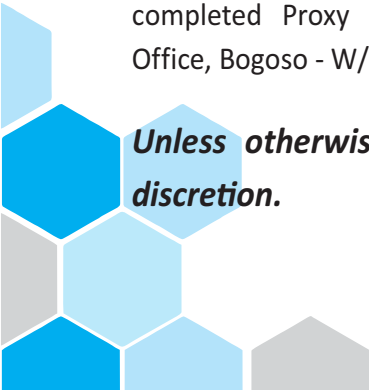 completed Proxy
Office, Bogoso - W/
Unless otherwis
discretion.